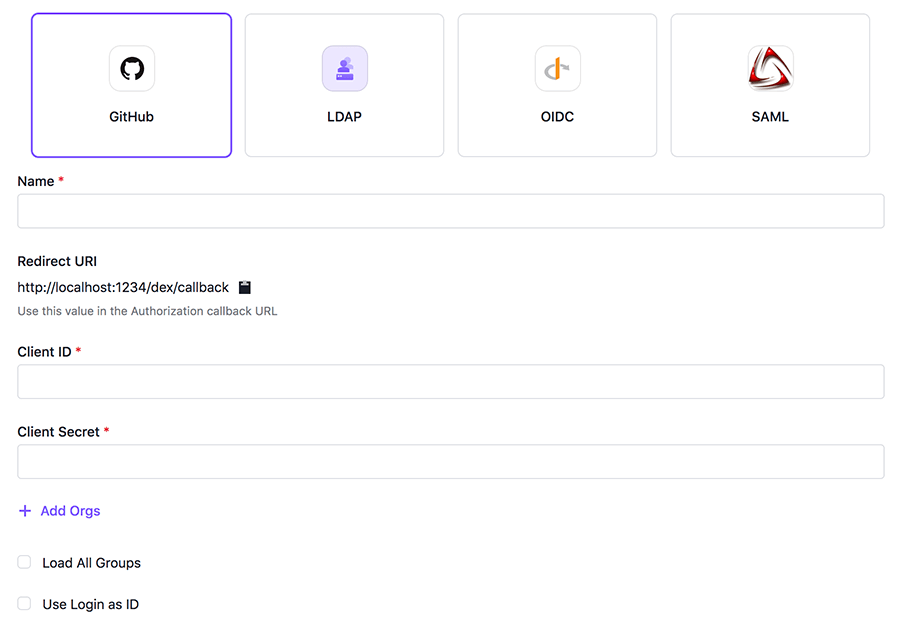 GitHub
LDAP
OIDC
SAML
Name *
Redirect URI
http://localhost:1234/dex/callback
Use this value in the Authorization callback URL
Client ID *
Client Secret *
+ Add Orgs
Load All Groups
Use Login as ID